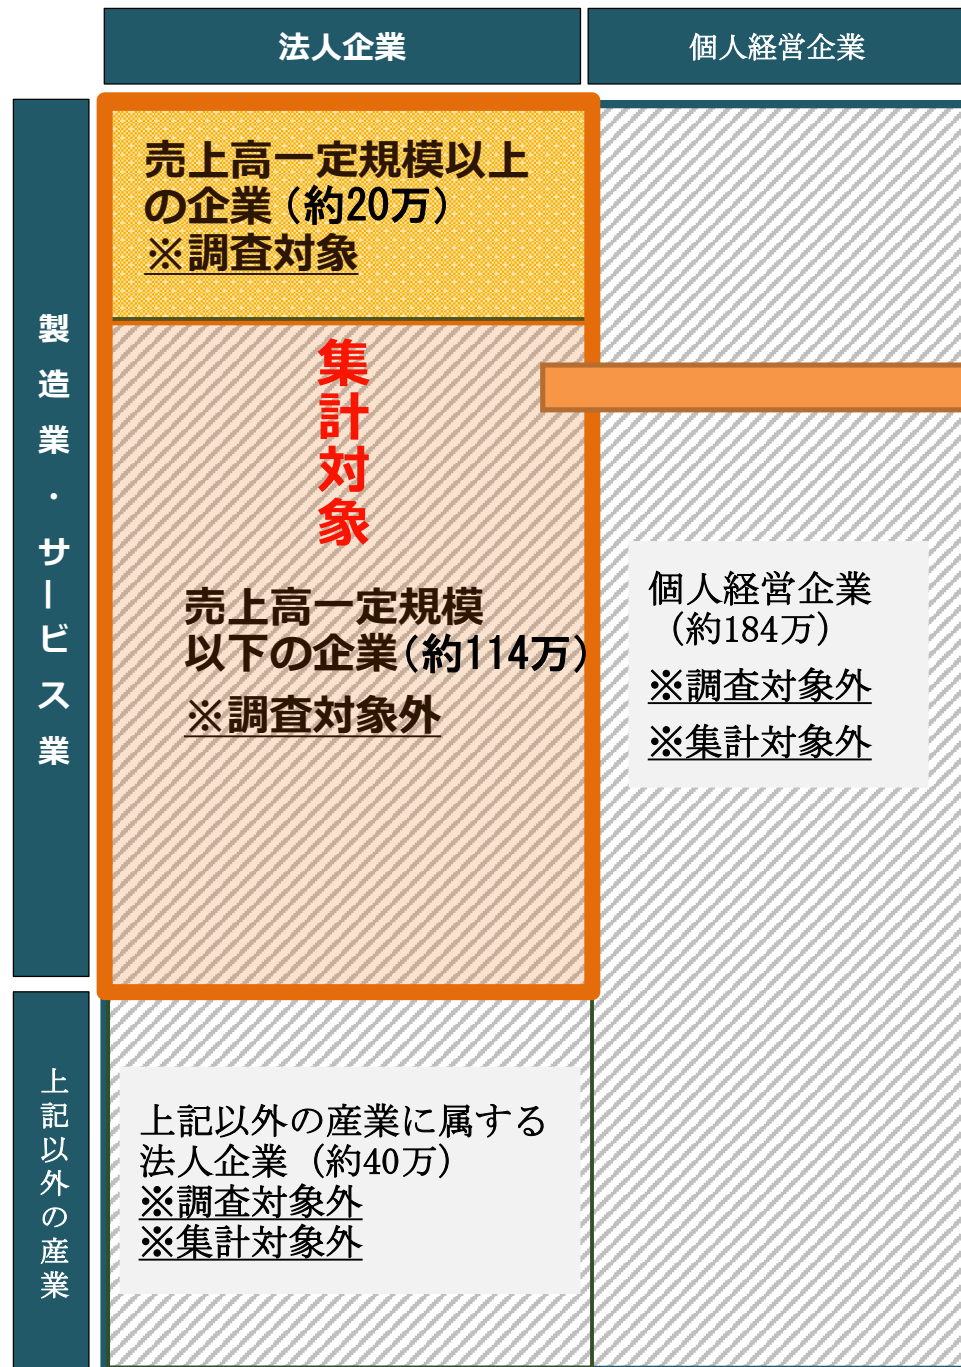 法人企業
個人経営企業
製造業・サービス業
売上高一定規模以上
の企業（約20万）
※調査対象
集計対象
売上高一定規模
以下の企業（約114万）
※調査対象外
個人経営企業
（約184万）
※調査対象外
※集計対象外
上記以外の産業
上記以外の産業に属する
法人企業（約40万）
※調査対象外
※集計対象外